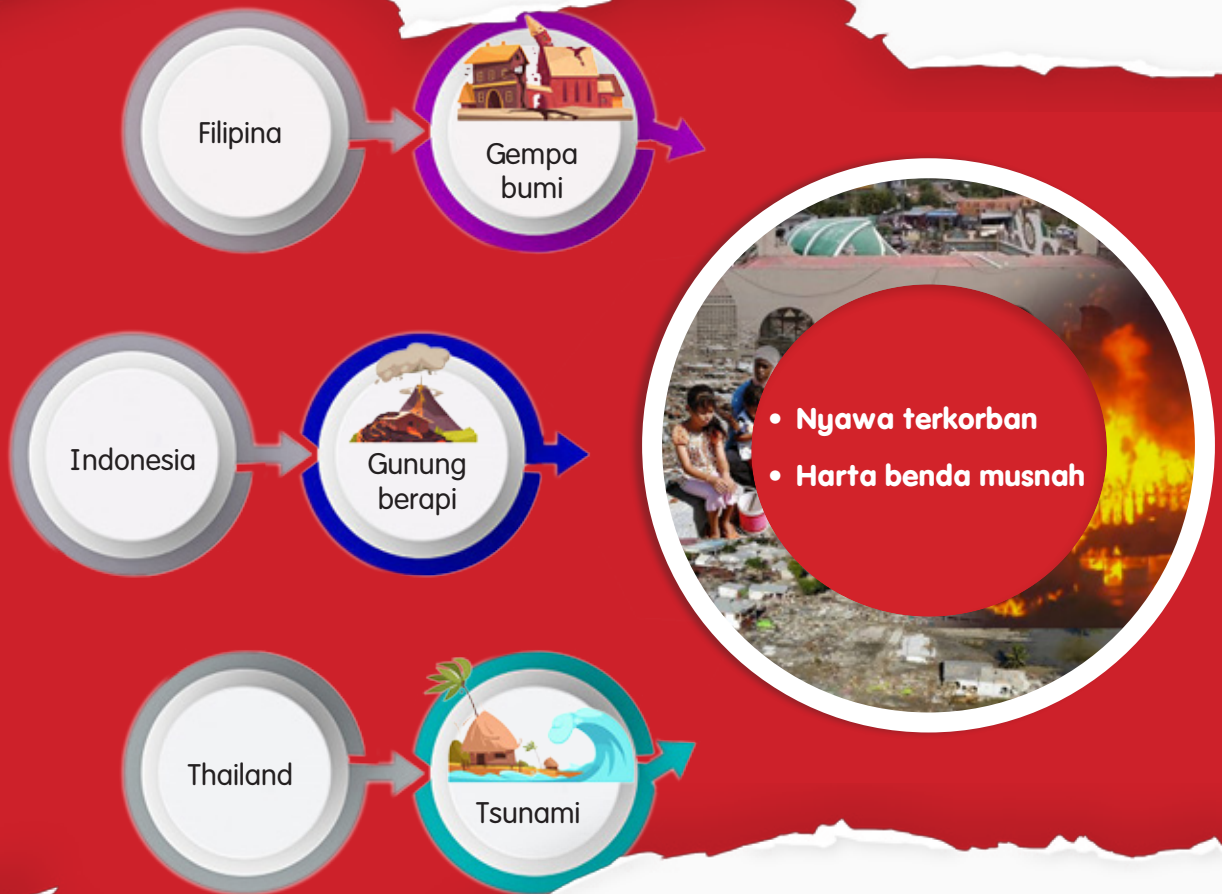 Filipina
Gempa
bumi
Indonesia
Gunung
berapi
Thailand
Tsunami
• Nyawa terkorban
• Harta benda musnah